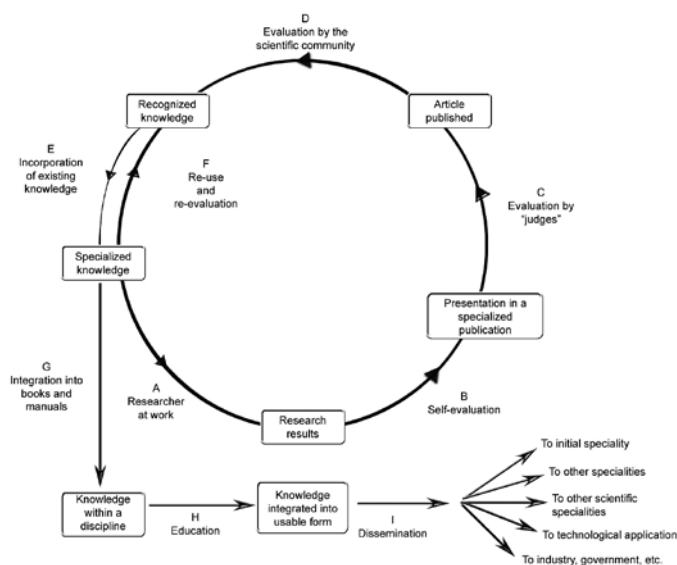 D
Evaluation by the
scientific community
Recognized
knowledge
Article
published
E
Incorporation
of existing
knowledge
F
Re-use
and
re-evaluation
C
Evaluation by
"judges"
Specialized
knowledge
Presentation in a
specialized
publication
G
Integration into
books and
manuals
A
Researcher
at work
B
Self-evaluation
Research
results
To initial speciality
To other specialities
To other scientific
specialities
To technological application
To industry, government, etc.
Knowledge
within a
discipline
H
Education
Knowledge
integrated into
usable form
I
Dissemination